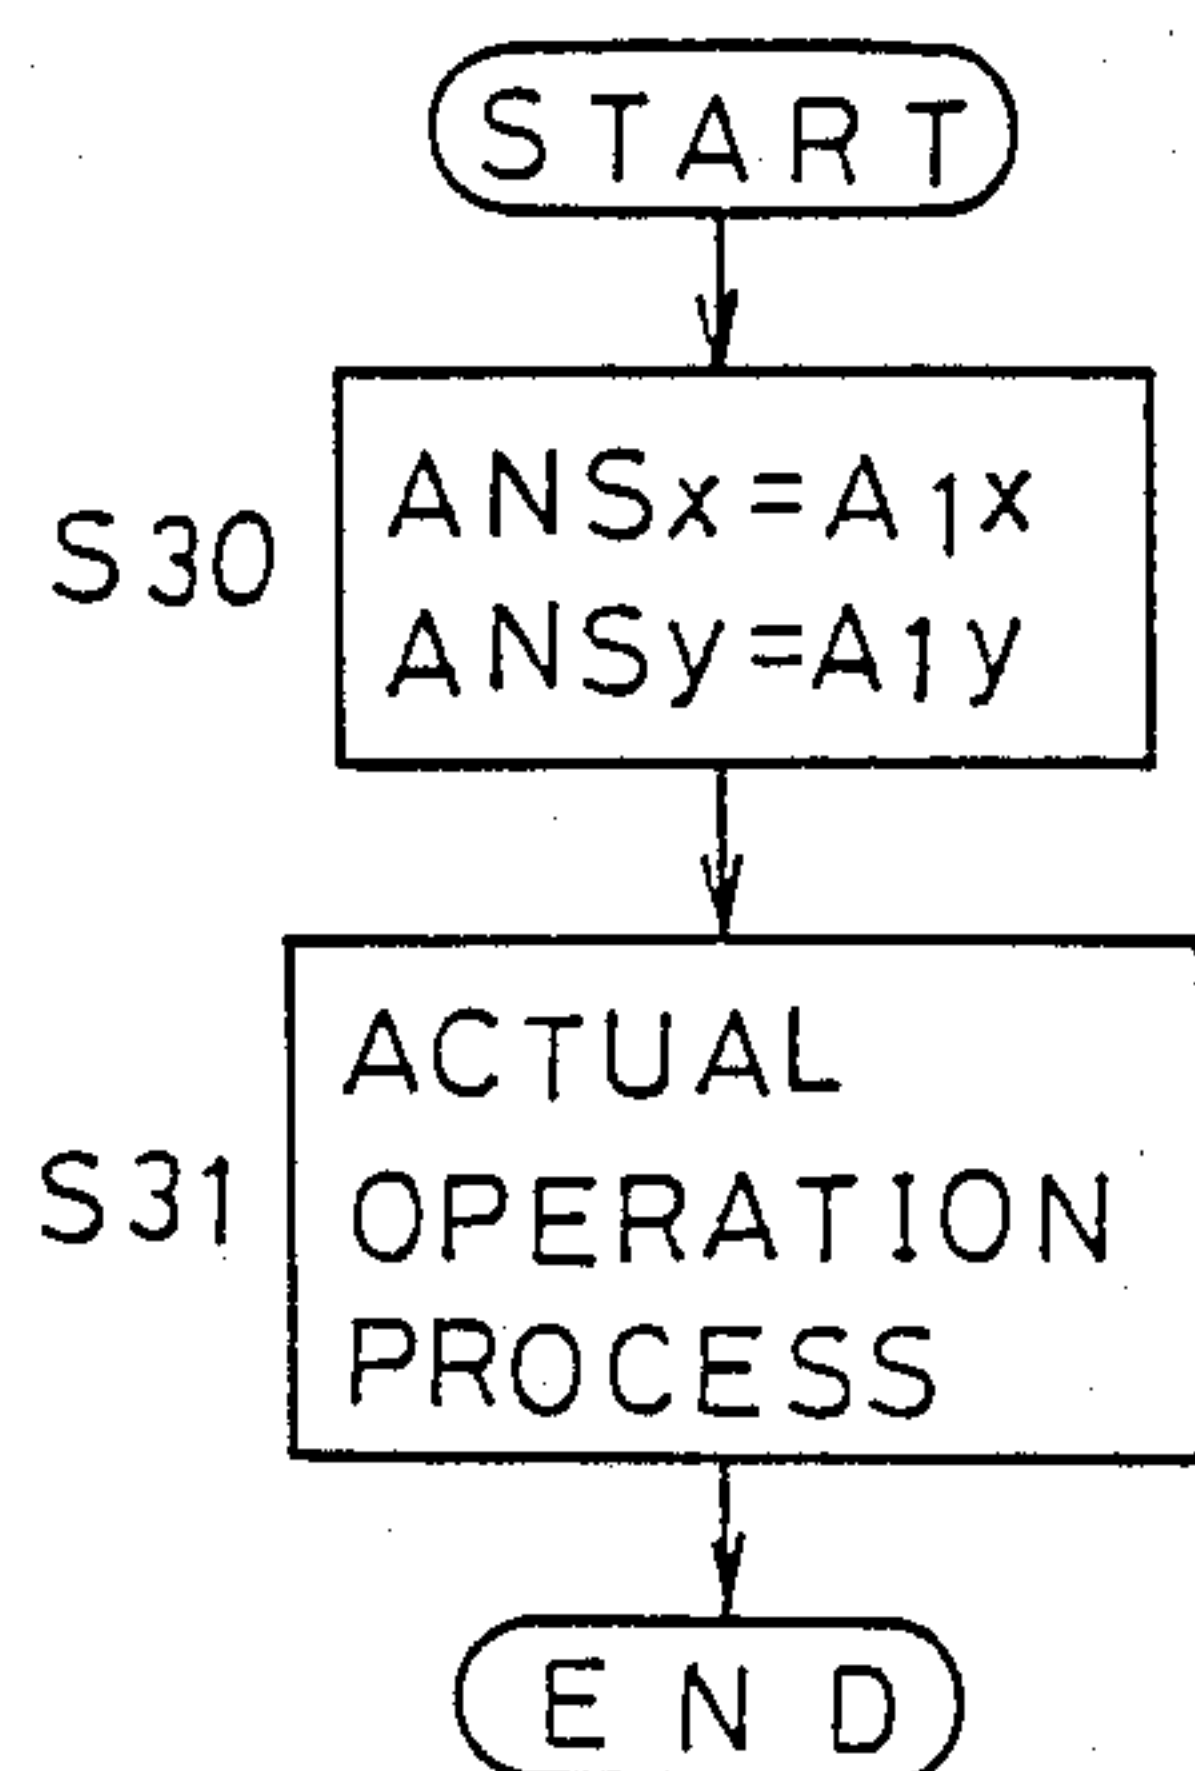 START
S30
ANSx=A1x
ANSy=A1y
S31
ACTUAL
OPERATION
PROCESS
END